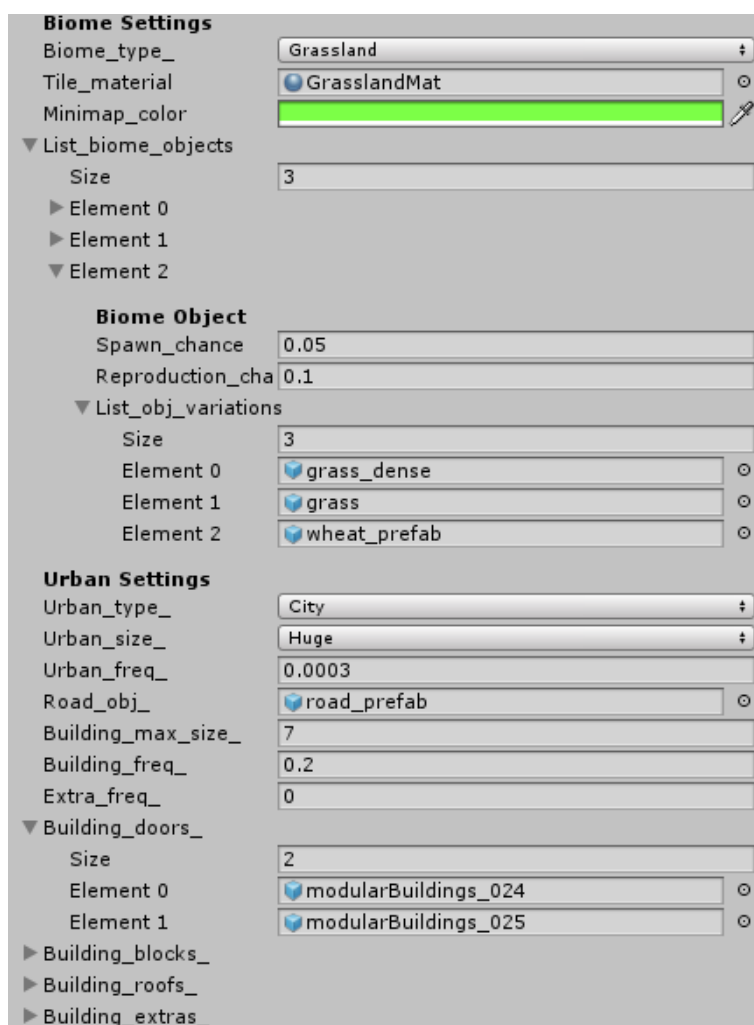 Biome Settings
Biome_type_ Grassland
Tile_material GrasslandMat
Minimap_color
List_biome_objects
Size 3
Element 0
Element 1
Element 2
Biome Object
Spawn_chance 0.05
Reproduction_cha 0.1
List_obj_variations
Size 3
Element 0 grass_dense
Element 1 grass
Element 2 wheat_prefab
Urban Settings
Urban_type_ City
Urban_size_ Huge
Urban_freq_ 0.0003
Road_obj_ road_prefab
Building_max_size_ 7
Building_freq_ 0.2
Extra_freq_ 0
Building_doors_
Size 2
Element 0 modularBuildings_024
Element 1 modularBuildings_025
Building_blocks_
Building_roofs_
Building_extras_